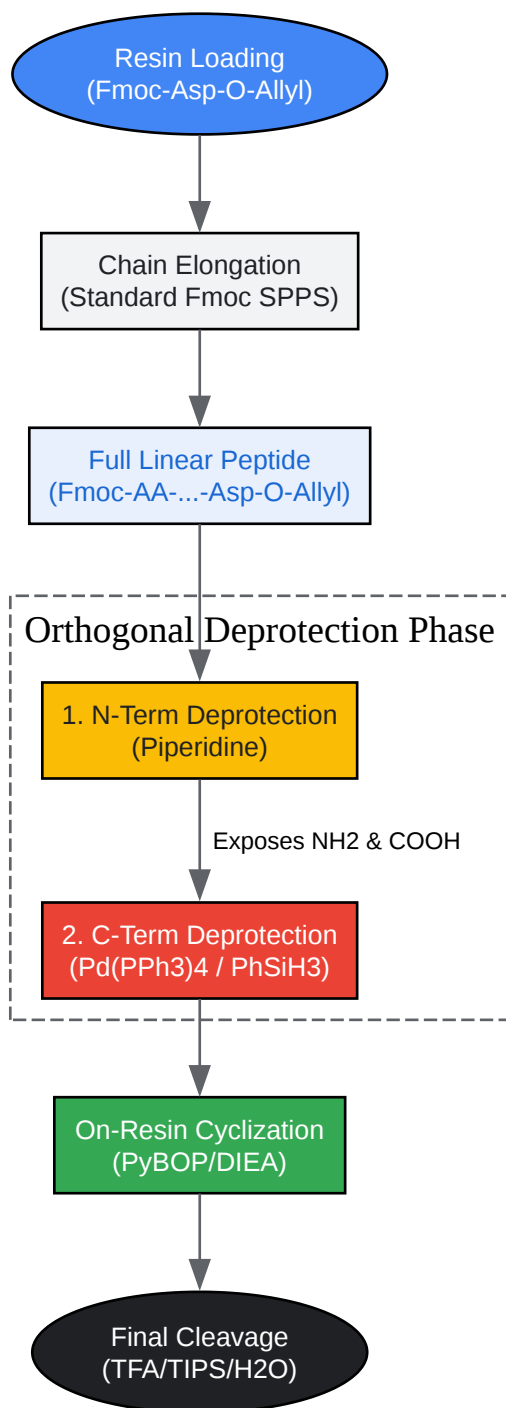 Resin Loading
(Fmoc-Asp-O-Allyl)
Chain Elongation
(Standard Fmoc SPPS)
Full Linear Peptide
(Fmoc-AA-...-Asp-O-Allyl)
Orthogonal Deprotection Phase
1. N-Term Deprotection
(Piperidine)
Exposes NH2 & COOH
2. C-Term Deprotection
(Pd(PPh3)4 / PhSiH3)
On-Resin Cyclization
(PyBOP/DIEA)
Final Cleavage
(TFA/TIPS/H2O)